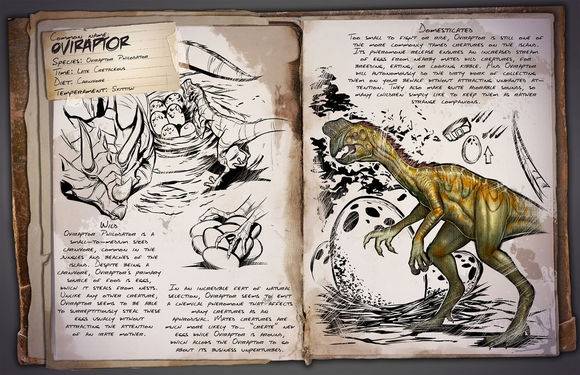 Common Name
OVIRAPTOR
Species: Oviraptor Philodator
Time: Late Cretaceous
Diet: Carnivore
Temperament: Skittish
Wild
Oviraptor Philodator is a
small-to-medium sized
carnivore, common in the
jungles and beaches of the
island. Despite being a
carnivore, Oviraptor's primary
source of food is eggs,
which it steals from nests.
Unlike any other creature,
Oviraptor seems to be able
to surreptitiously steal these
eggs usually without
attracting the attention
of an irate mother.
In an incredible feat of natural
selection, Oviraptor seems to emit
a chemical pheromone that affects
many creatures as an
aphrodisiac. Mated creatures are
much more likely to... "create" new
eggs while Oviraptor is around,
which allows the Oviraptor to go
about its business unperturbed.
Domesticated
Too small to fight or ride, Oviraptor is still one of
the more commonly tamed creatures on the island.
Its pheromone release ensures an increased stream
of eggs from nearby mated wild creatures, for
breeding, eating, or cooking kibble. Plus Oviraptor
will autonomously do the dirty work of collecting
them on your behalf without attracting unwanted at-
tention. They also make quite adorable sounds, so
many children simply like to keep them as rather
strange companions.